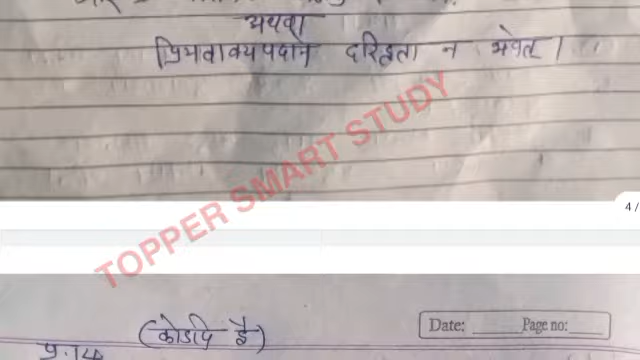 अथवा
प्रियवाक्यप्रदाने दरिद्रता न भवेत् ।
TOPPER SMART STUDY
4 /
(कोऽपि द्वे)
Date: Page no:
प्र.14